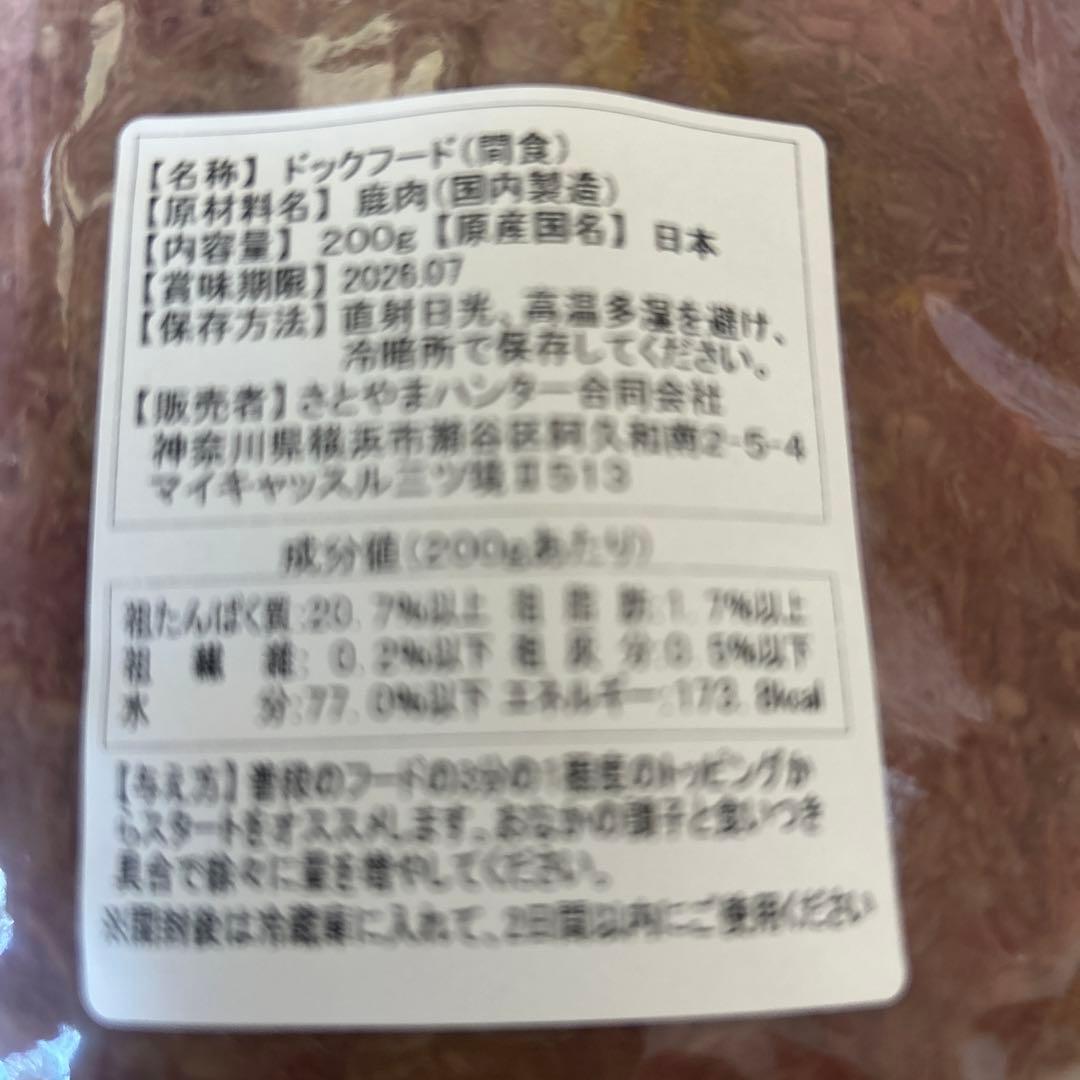 【名称】 ドックフード(間食)
【原材料名】 鹿肉(国内製造)
【内容量】 200g【原産国名】 日本
【賞味期限】 2026.07
【保存方法】直射日光、高温多湿を避け、
冷暗所で保存してください。
【販売者】さとやまハンター合同会社
神奈川県横浜市瀬谷区阿久和南2-5-4
マイキャッスル三ツ境Ⅱ513
成分値(200gあたり)
粗たんぱく質:20.7%以上 粗脂肪:1.7%以上
粗繊維:0.2%以下 粗灰分:0.5%以下
水分:77.0%以下 エネルギー:173.8kcal
【与え方】普段のフードの3分の1程度のトッピングか
らスタートをオススメします。おなかの調子と食いつき
具合で徐々に量を増やしてください。
※開封後は冷蔵庫に入れて、2日間以内にご使用ください